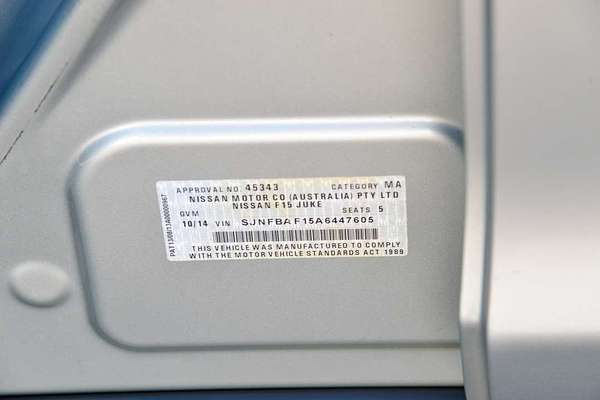 APPROVAL NO. 45343 CATEGORY MA
NISSAN MOTOR CO (AUSTRALIA) PTY LTD
NISSAN F15 JUKE
GVM SEATS 5
10/14 VIN SJNFBAF15A6447605
THIS VEHICLE WAS MANUFACTURED TO COMPLY
WITH THE MOTOR VEHICLE STANDARDS ACT 1989